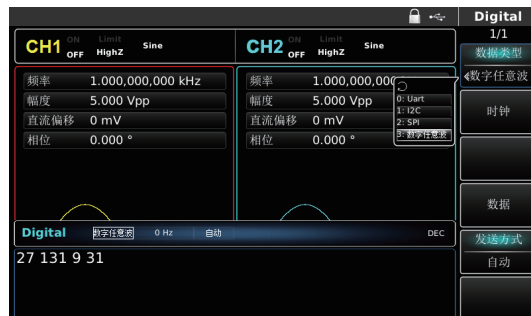 Digital
1/1
CH1 ON OFF Limit HighZ Sine
CH2 ON OFF Limit HighZ Sine
数据类型
数字任意波
频率 1.000,000,000 kHz
幅度 5.000 Vpp
直流偏移 0 mV
相位 0.000 °
频率 1.000,000,000
幅度 5.000 Vpp
直流偏移 0 mV
相位 0.000 °
0: Uart
1: I2C
2: SPI
3: 数字任意波
时钟
数据
发送方式
自动
Digital 数字任意波 0 Hz 自动 DEC
27 131 9 31